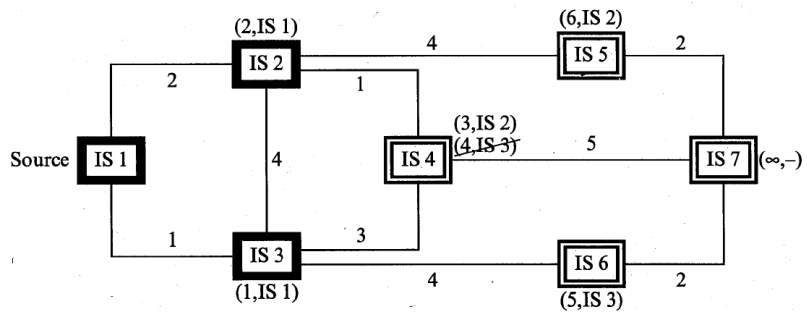 (2,IS 1)
(6,IS 2)
IS 2
4
IS 5
2
2
1
(3,IS 2)
(4,IS 3)
Source
IS 1
4
IS 4
5
IS 7
(∞,–)
1
IS 3
3
IS 6
4
2
(1,IS 1)
(5,IS 3)